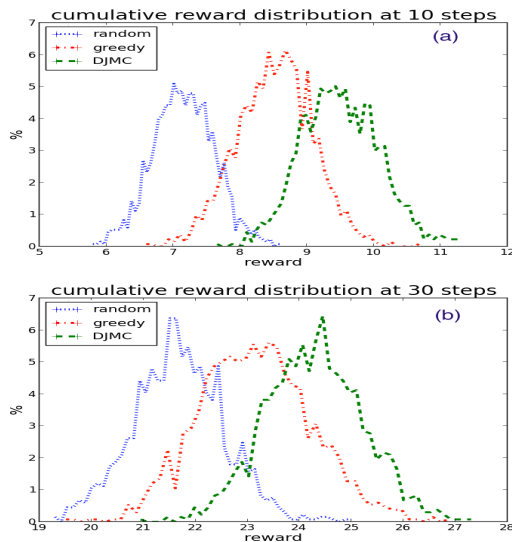 cumulative reward distribution at 10 steps
7
random
greedy
DJMC
(a)
6
5
4
%
3
2
1
0
5 6 7 8 9 10 11 12
reward
cumulative reward distribution at 30 steps
7
random
greedy
DJMC
(b)
6
5
4
%
3
2
1
0
19 20 21 22 23 24 25 26 27 28
reward